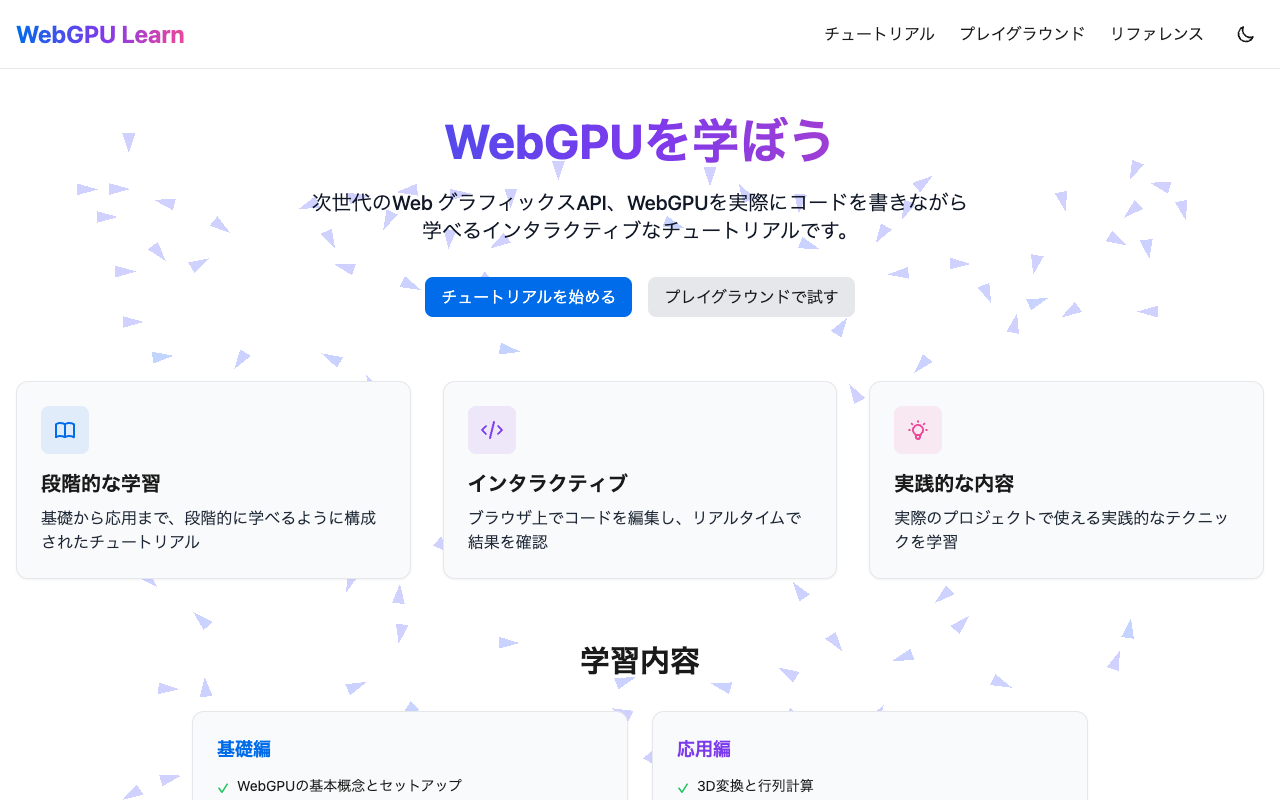 WebGPU Learn
チュートリアル
プレイグラウンド
リファレンス
WebGPUを学ぼう
次世代のWeb グラフィックスAPI、WebGPUを実際にコードを書きながら
学べるインタラクティブなチュートリアルです。
チュートリアルを始める
プレイグラウンドで試す
段階的な学習
基礎から応用まで、段階的に学べるように構成
されたチュートリアル
インタラクティブ
ブラウザ上でコードを編集し、リアルタイムで
結果を確認
実践的な内容
実際のプロジェクトで使える実践的なテクニッ
クを学習
学習内容
基礎編
WebGPUの基本概念とセットアップ
応用編
3D変換と行列計算